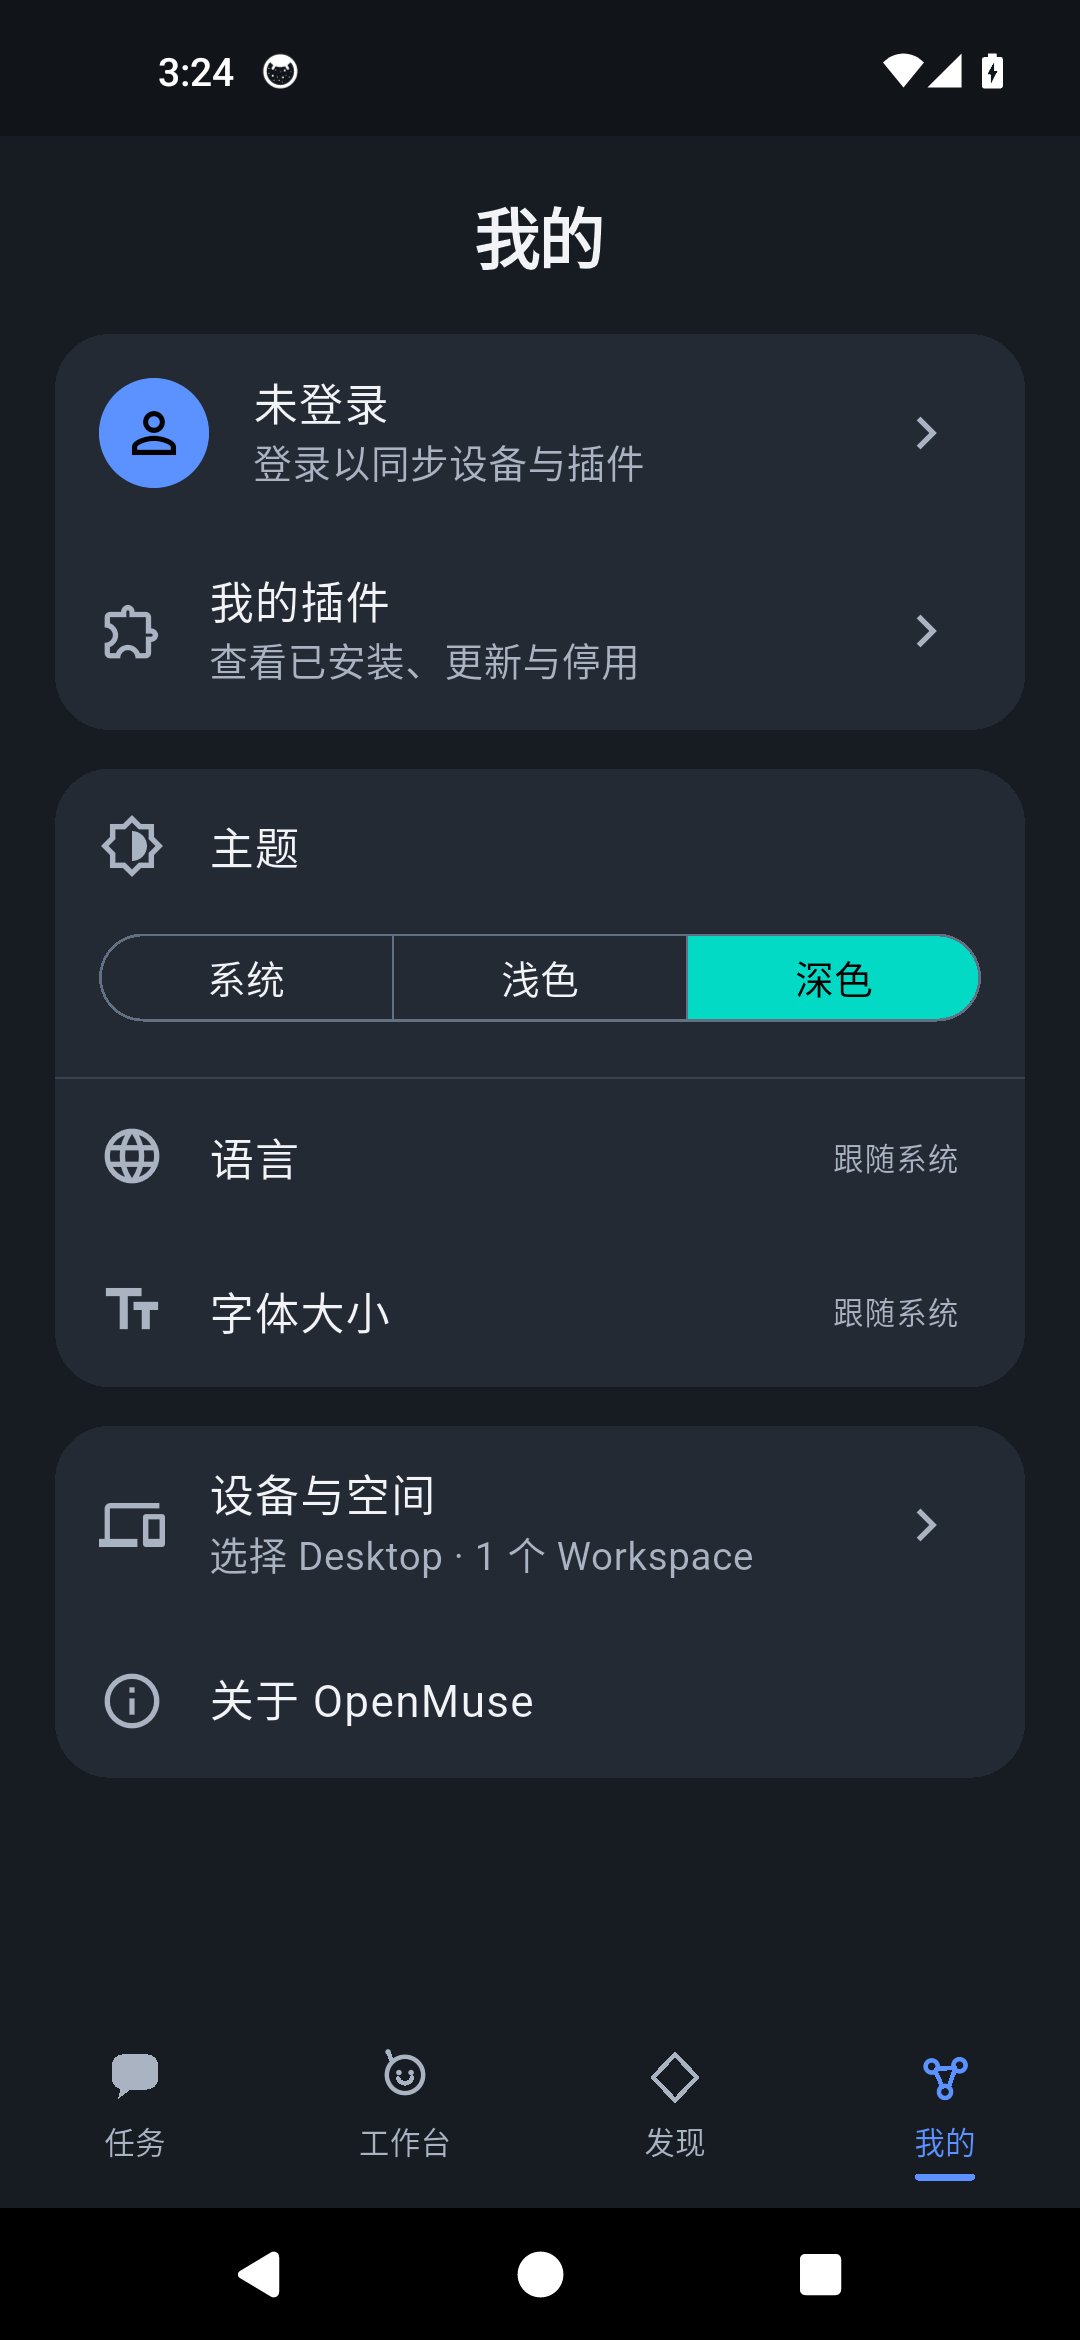 3:24
我的
未登录
登录以同步设备与插件
我的插件
查看已安装、更新与停用
主题
系统
浅色
深色
语言
跟随系统
字体大小
跟随系统
设备与空间
选择 Desktop · 1 个 Workspace
关于 OpenMuse
任务
工作台
发现
我的